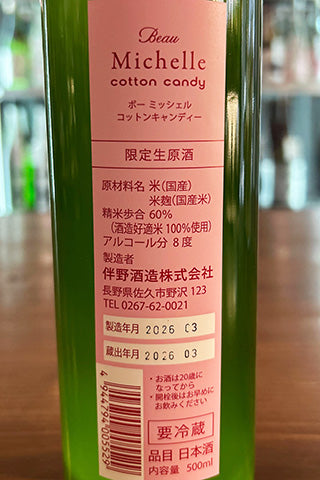 Beau
Michelle
cotton candy
ボー ミッシェル
コットンキャンディー
限定生原酒
原材料名 米(国産)
米麹(国産米)
精米歩合 60%
(酒造好適米100%使用)
アルコール分 8度
製造者
伴野酒造株式会社
長野県佐久市野沢 123
TEL 0267-62-0021
製造年月 2026 03
蔵出年月 2026 03
・お酒は20歳に
なってから
・開栓後はお早めに
お飲みください
要冷蔵
品目 日本酒
内容量 500ml
4 944794 005529